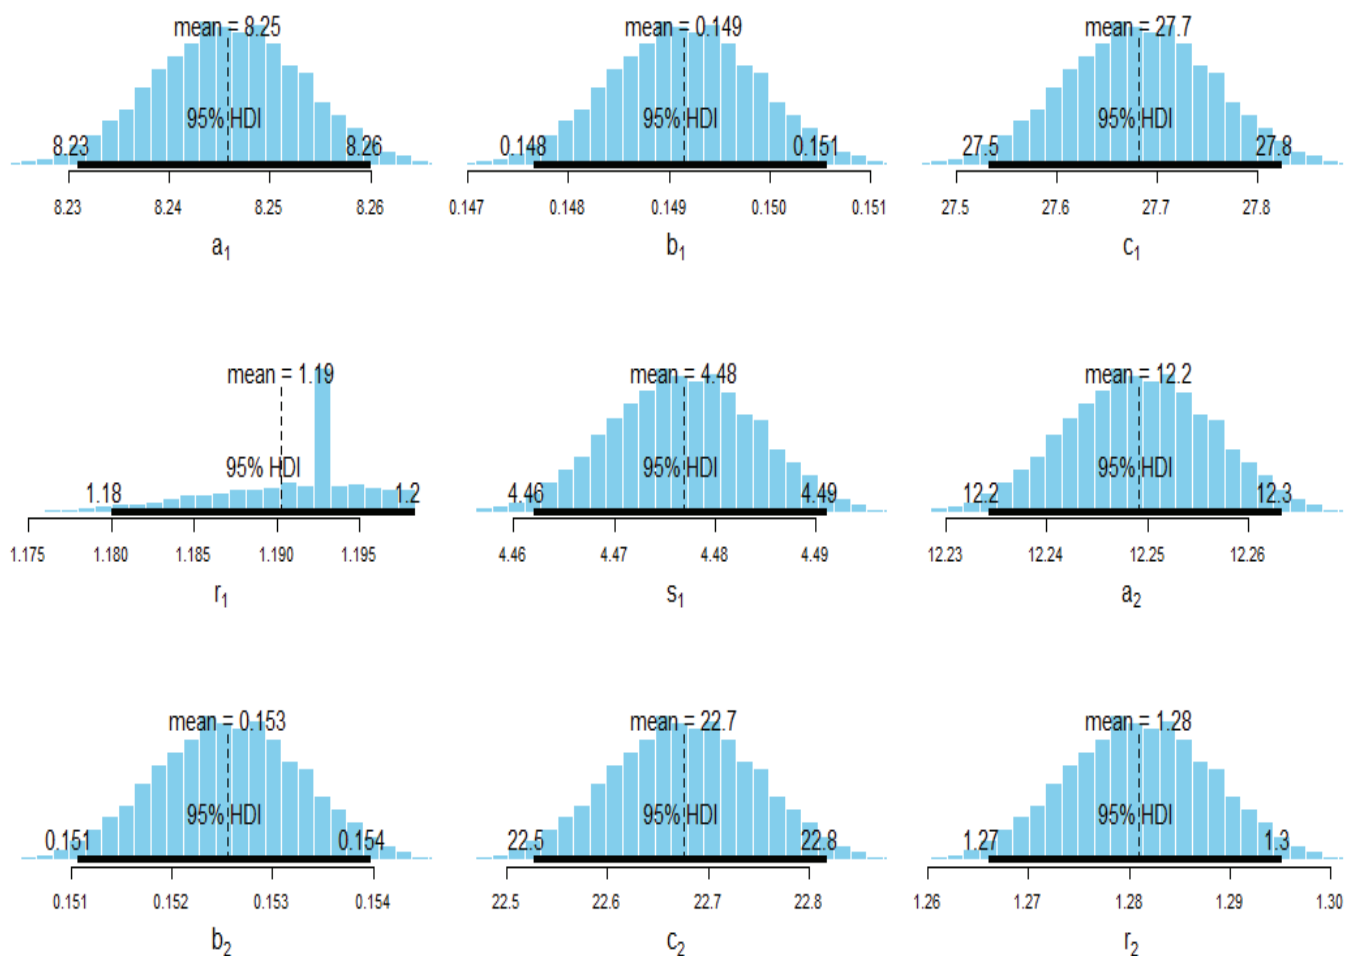 mean = 8.25
95% HDI
8.23 8.26
8.23 8.24 8.25 8.26
a₁
mean = 0.149
95% HDI
0.148 0.151
0.147 0.148 0.149 0.150 0.151
b₁
mean = 27.7
95% HDI
27.5 27.8
27.5 27.6 27.7 27.8
c₁
mean = 1.19
95% HDI
1.18 1.2
1.175 1.180 1.185 1.190 1.195
r₁
mean = 4.48
95% HDI
4.46 4.49
4.46 4.47 4.48 4.49
s₁
mean = 12.2
95% HDI
12.2 12.3
12.23 12.24 12.25 12.26
a₂
mean = 0.153
95% HDI
0.151 0.154
0.151 0.152 0.153 0.154
b₂
mean = 22.7
95% HDI
22.5 22.8
22.5 22.6 22.7 22.8
c₂
mean = 1.28
95% HDI
1.27 1.3
1.26 1.27 1.28 1.29 1.30
r₂